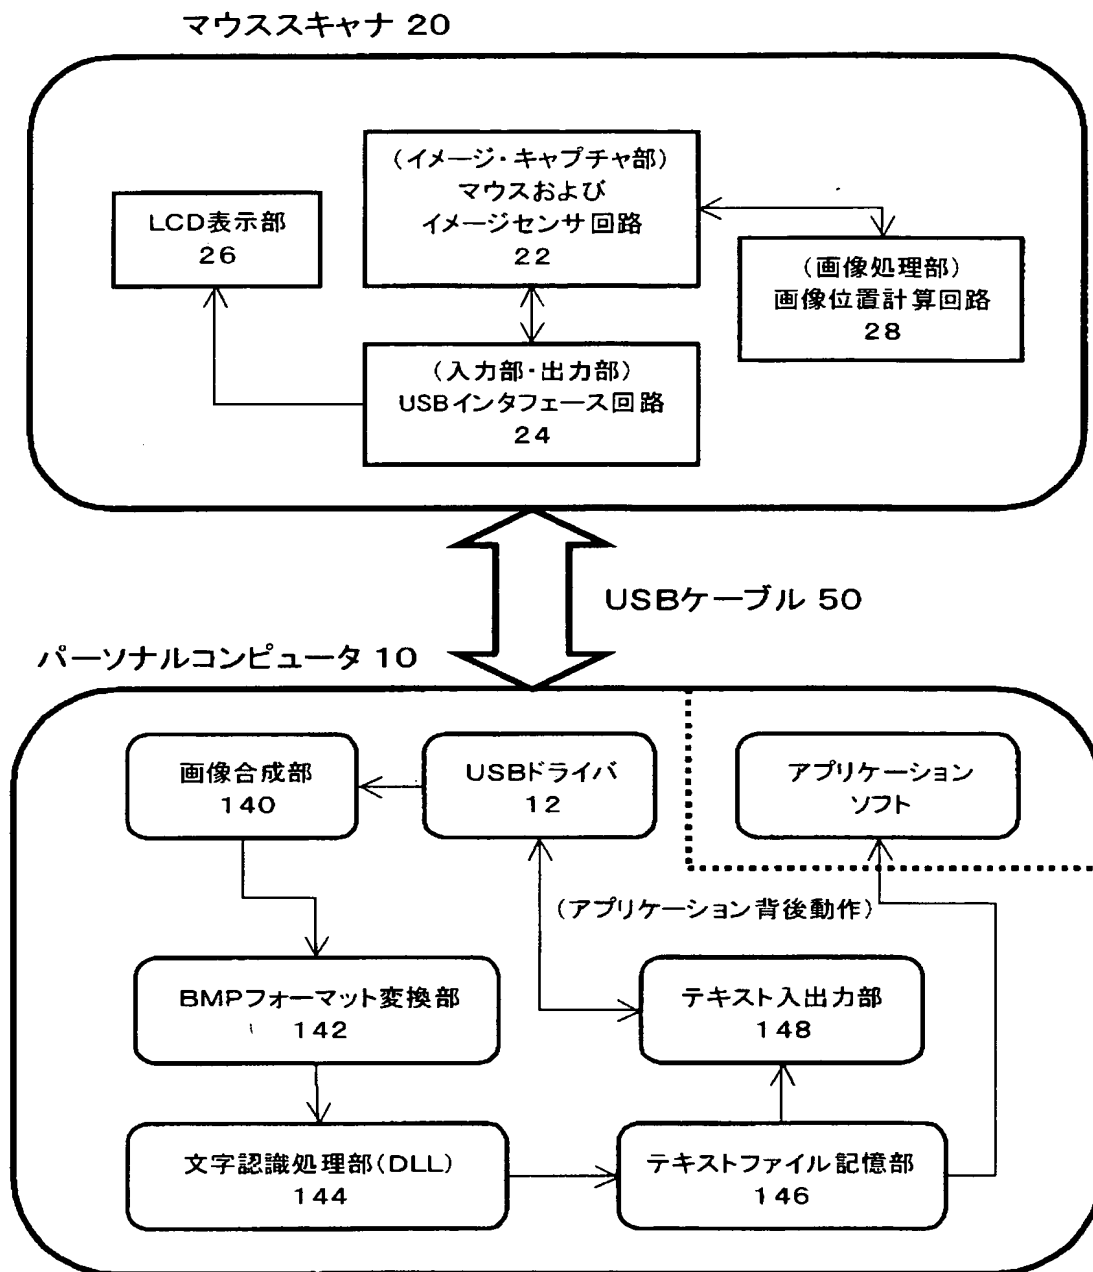 マウススキャナ 20
(イメージ・キャプチャ部)
マウスおよび
イメージセンサ回路
22
LCD表示部
26
(画像処理部)
画像位置計算回路
28
(入力部・出力部)
USBインタフェース回路
24
USBケーブル 50
パーソナルコンピュータ 10
画像合成部
140
USBドライバ
12
アプリケーション
ソフト
(アプリケーション背後動作)
BMPフォーマット変換部
142
テキスト入出力部
148
文字認識処理部(DLL)
144
テキストファイル記憶部
146